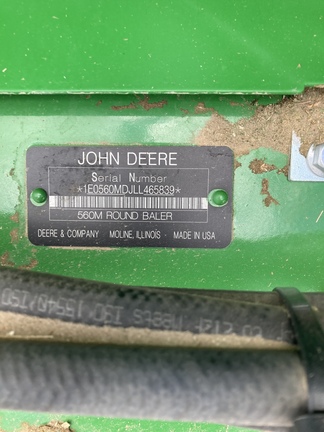 JOHN DEERE
Serial Number
*1E0560MDJLL465839*
560M ROUND BALER
DEERE & COMPANY MOLINE, ILLINOIS MADE IN USA